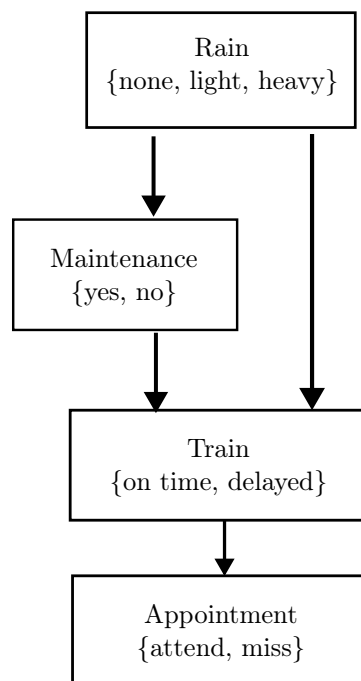 Rain
{none, light, heavy}
Maintenance
{yes, no}
Train
{on time, delayed}
Appointment
{attend, miss}